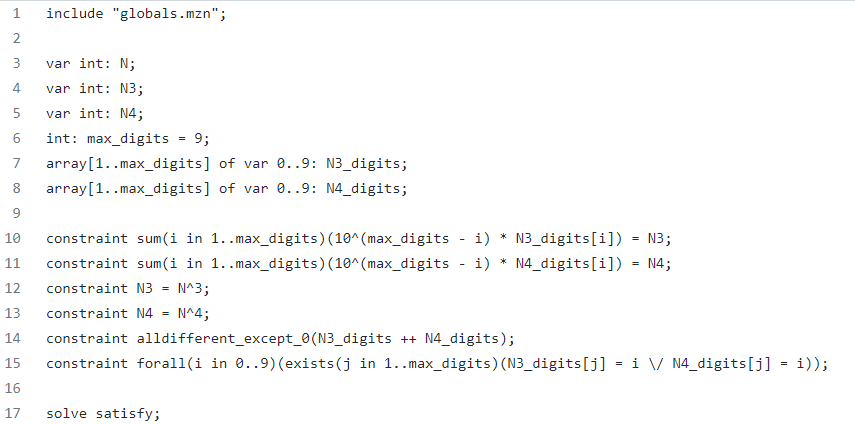 1 include "globals.mzn";
2
3 var int: N;
4 var int: N3;
5 var int: N4;
6 int: max_digits = 9;
7 array[1..max_digits] of var 0..9: N3_digits;
8 array[1..max_digits] of var 0..9: N4_digits;
9
10 constraint sum(i in 1..max_digits)(10^(max_digits - i) * N3_digits[i]) = N3;
11 constraint sum(i in 1..max_digits)(10^(max_digits - i) * N4_digits[i]) = N4;
12 constraint N3 = N^3;
13 constraint N4 = N^4;
14 constraint alldifferent_except_0(N3_digits ++ N4_digits);
15 constraint forall(i in 0..9)(exists(j in 1..max_digits)(N3_digits[j] = i \/ N4_digits[j] = i));
16
17 solve satisfy;